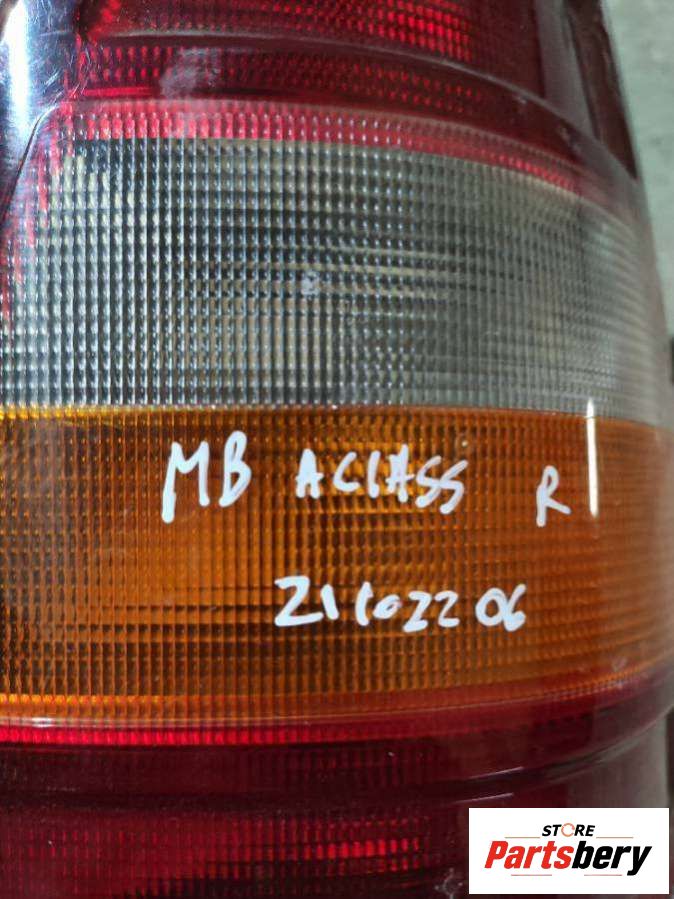 MB ACLASS R
21102206
STORE
Partsbery